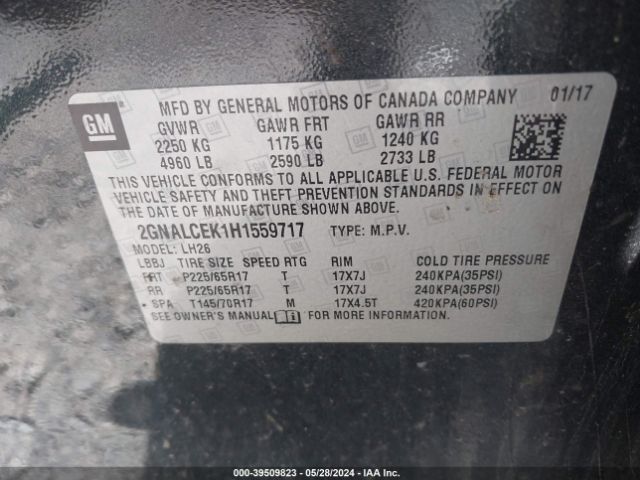 GM
MFD BY GENERAL MOTORS OF CANADA COMPANY 01/17
GVWR GAWR FRT GAWR RR
2250 KG 1175 KG 1240 KG
4960 LB 2590 LB 2733 LB
THIS VEHICLE CONFORMS TO ALL APPLICABLE U.S. FEDERAL MOTOR
VEHICLE SAFETY AND THEFT PREVENTION STANDARDS IN EFFECT ON
THE DATE OF MANUFACTURE SHOWN ABOVE.
2GNALCEK1H1559717 TYPE: M.P.V.
MODEL: LH26
LBBJ TIRE SIZE SPEED RTG RIM COLD TIRE PRESSURE
FRT P225/65R17 T 17X7J 240KPA(35PSI)
RR P225/65R17 T 17X7J 240KPA(35PSI)
SPA T145/70R17 M 17X4.5T 420KPA(60PSI)
SEE OWNER'S MANUAL FOR MORE INFORMATION.
000-39509823 - 05/28/2024 - IAA Inc.